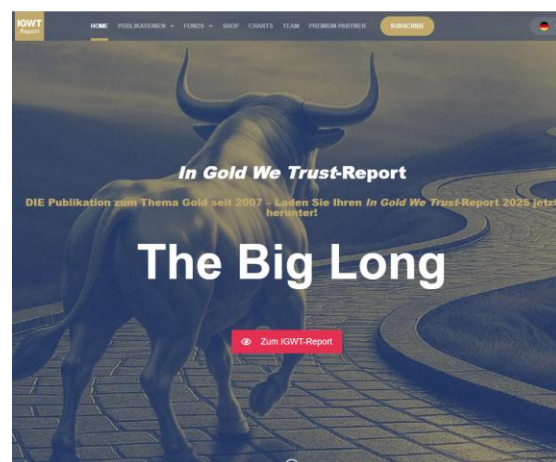 IGWT
Report
HOME PUBLIKATIONEN FONDS SHOP CHARTS TEAM PREMIUM PARTNER SUBSCRIBE
In Gold We Trust-Report
DIE Publikation zum Thema Gold seit 2007 – Laden Sie Ihren In Gold We Trust-Report 2025 jetzt
herunter!
The Big Long
Zum IGWT-Report